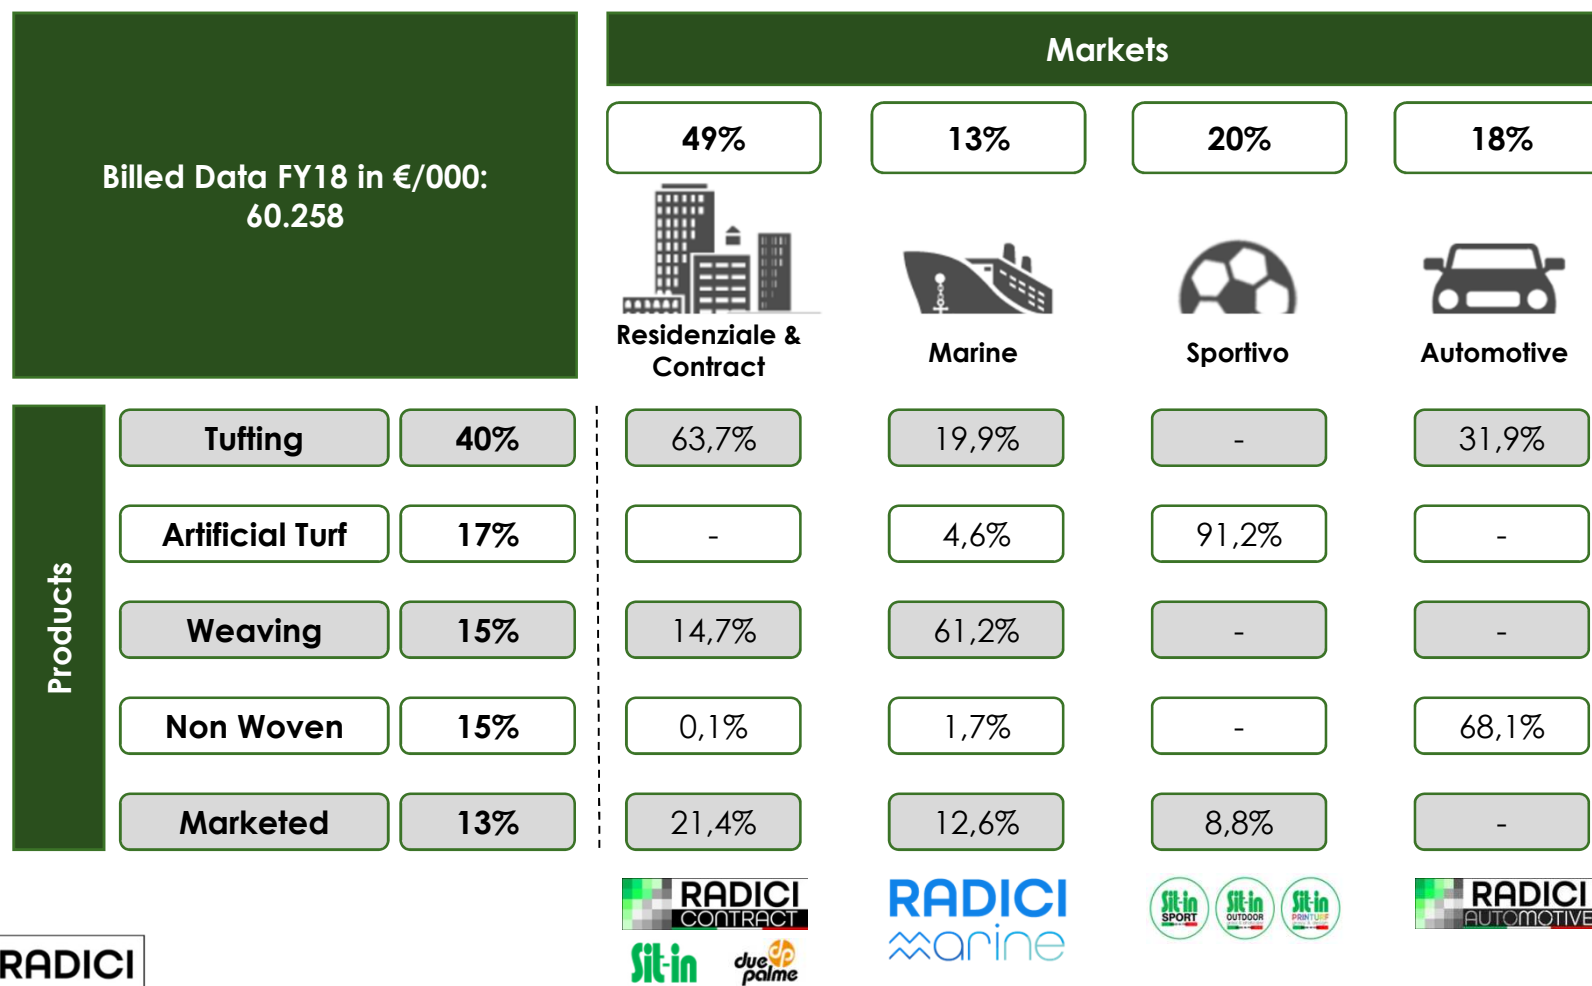 Billed Data FY18 in €/000:
60.258
Markets
49% 13% 20% 18%
Residenziale &
Contract
Marine
Sportivo
Automotive
Products
Tufting 40% 63,7% 19,9% - 31,9%
Artificial Turf 17% - 4,6% 91,2% -
Weaving 15% 14,7% 61,2% - -
Non Woven 15% 0,1% 1,7% - 68,1%
Marketed 13% 21,4% 12,6% 8,8% -
RADICI
CONTRACT
Sit-in
due
palme
RADICI
marine
Sit-in
SPORT
Sit-in
OUTDOOR
Sit-in
PRINTURF
RADICI
AUTOMOTIVE
RADICI